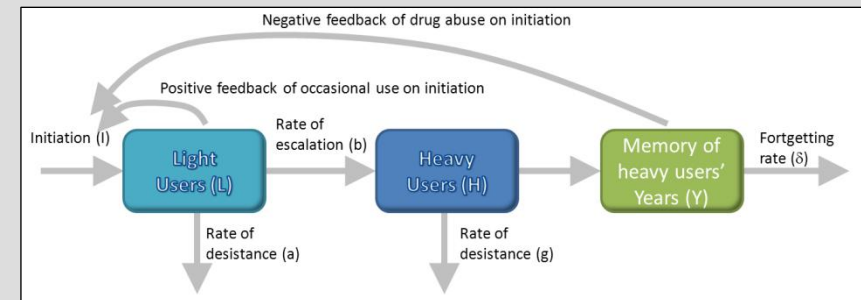 Negative feedback of drug abuse on initiation
Positive feedback of occasional use on initiation
Initiation (I)
Light
Users (L)
Rate of
escalation (b)
Heavy
Users (H)
Memory of
heavy users'
Years (Y)
Fortgetting
rate (δ)
Rate of
desistance (a)
Rate of
desistance (g)